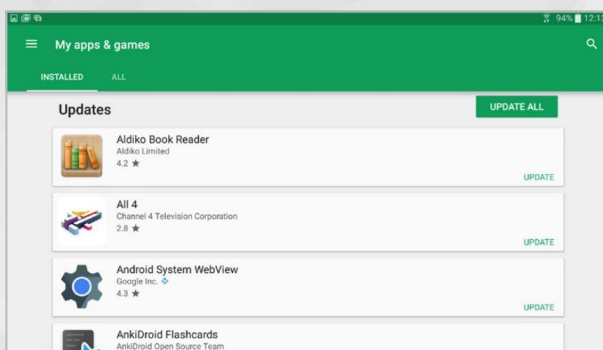 94% 12:13
My apps & games
INSTALLED ALL
Updates
UPDATE ALL
Aldiko Book Reader
Aldiko Limited
4.2 ★
UPDATE
All 4
Channel 4 Television Corporation
2.8 ★
UPDATE
Android System WebView
Google Inc.
4.3 ★
UPDATE
AnkiDroid Flashcards
AnkiDroid Open Source Team